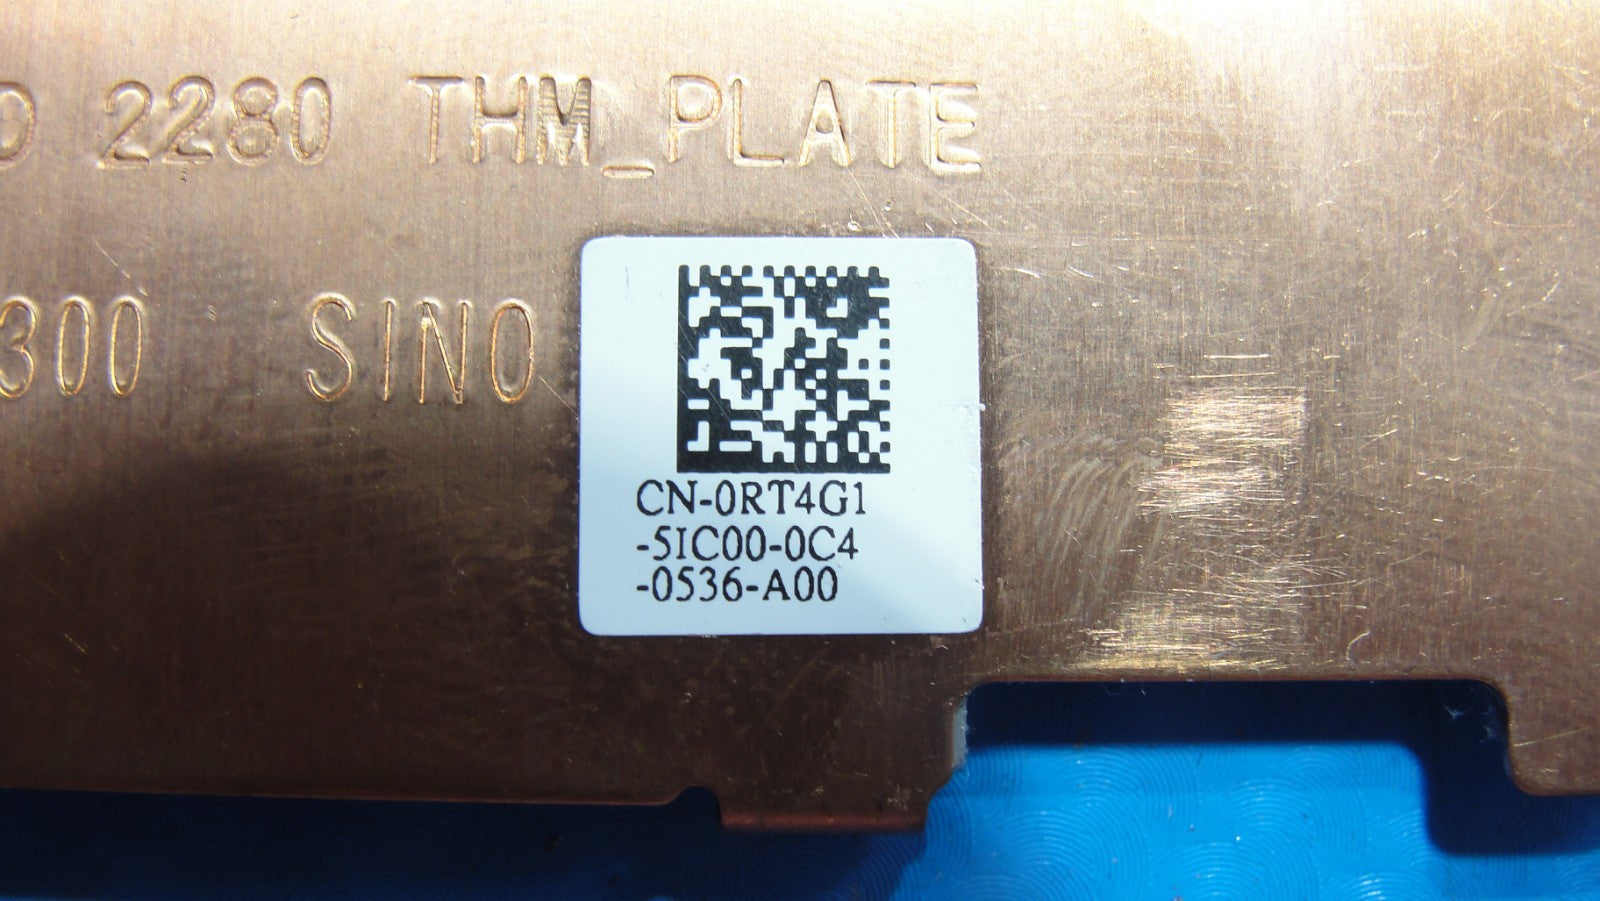 D 2280 THM_PLATE
300 SINO
CN-0RT4G1
-5IC00-0C4
-0536-A00